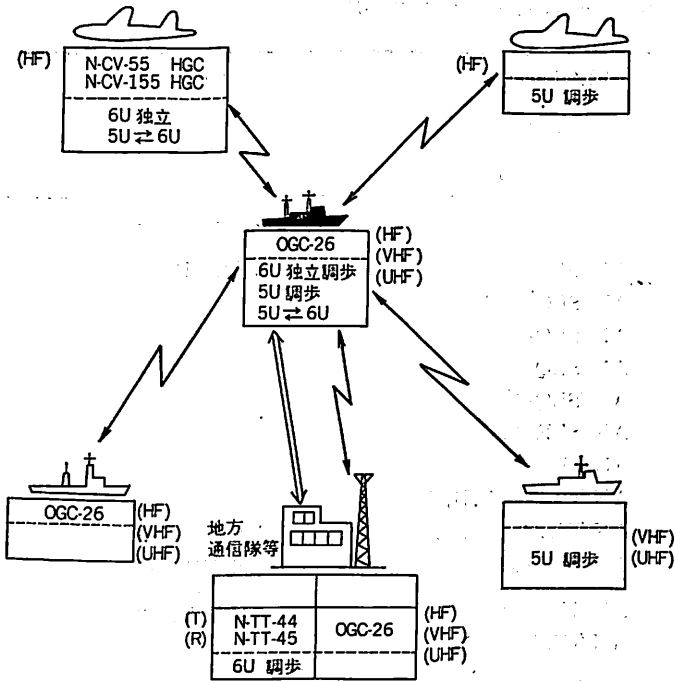 (HF)
N-CV-55 HGC
N-CV-155 HGC
6U 独立
5U⇄6U
(HF)
5U 調歩
OGC-26
(HF)
(VHF)
(UHF)
6U 独立調歩
5U 調歩
5U⇄6U
OGC-26
(HF)
(VHF)
(UHF)
地方
通信隊等
(T)
(R)
N-TT-44
N-TT-45
6U 調歩
OGC-26
(HF)
(VHF)
(UHF)
5U 調歩
(VHF)
(UHF)